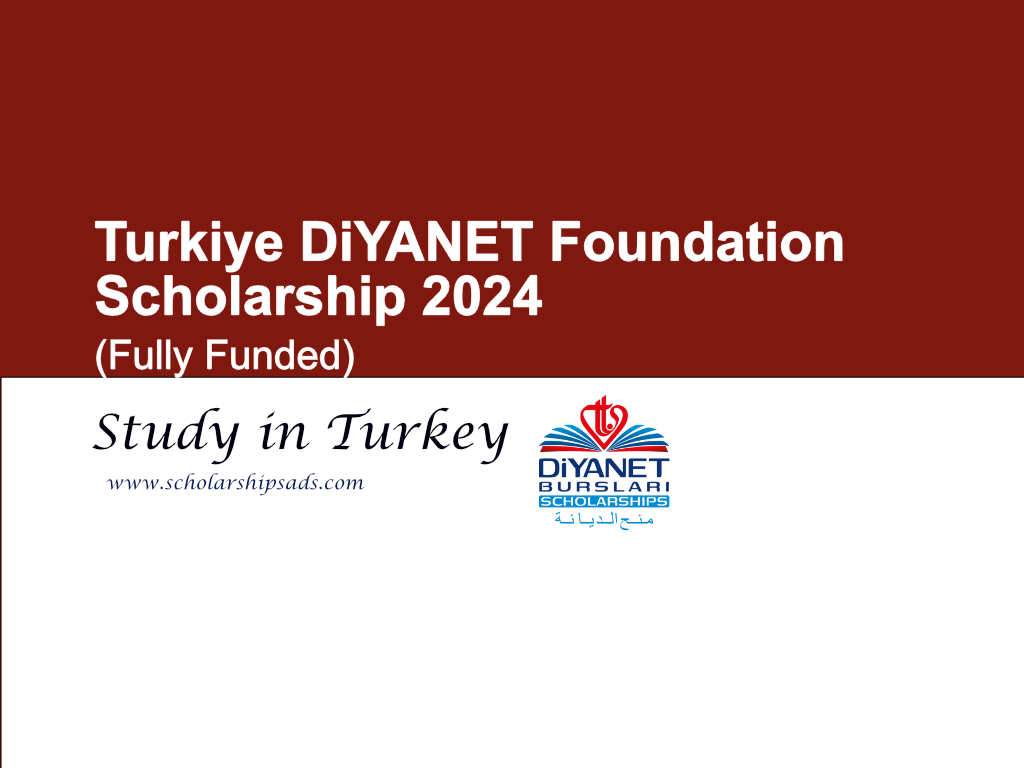 Turkiye DiYANET Foundation
Scholarship 2024
(Fully Funded)
Study in Turkey
www.scholarshipsads.com
DiYANET
BURSLARI
SCHOLARSHIPS
منح الديانة